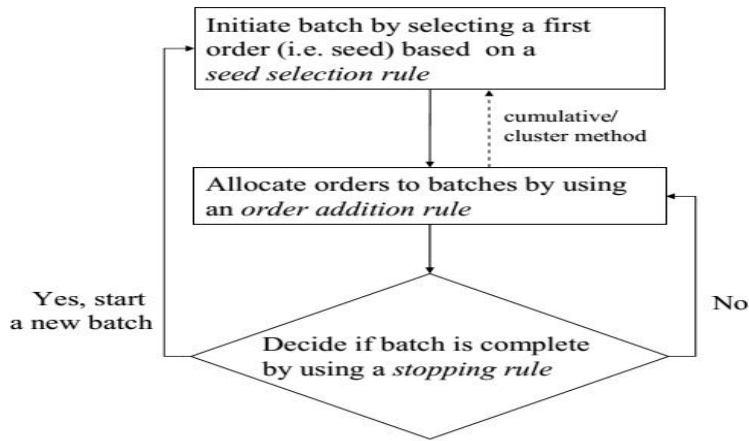 Initiate batch by selecting a first
order (i.e. seed) based on a
seed selection rule
cumulative/
cluster method
Allocate orders to batches by using
an order addition rule
Yes, start
a new batch
No
Decide if batch is complete
by using a stopping rule